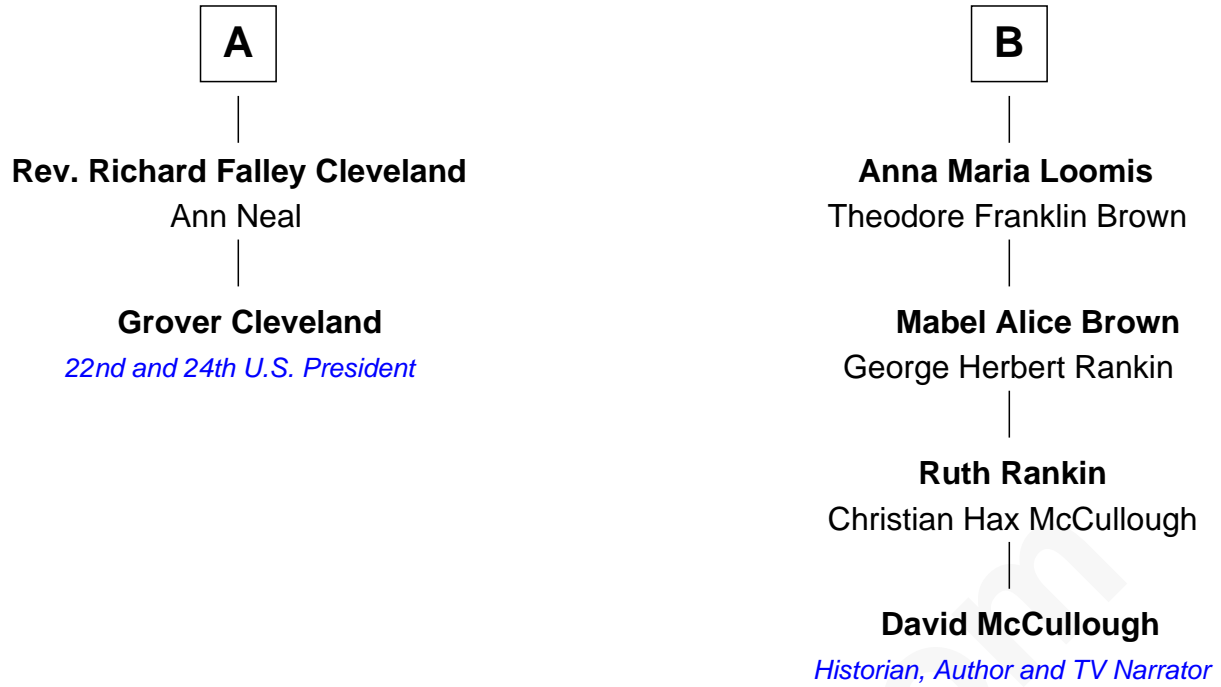 A
Rev. Richard Falley Cleveland
Ann Neal
Grover Cleveland
22nd and 24th U.S. President
B
Anna Maria Loomis
Theodore Franklin Brown
Mabel Alice Brown
George Herbert Rankin
Ruth Rankin
Christian Hax McCullough
David McCullough
Historian, Author and TV Narrator